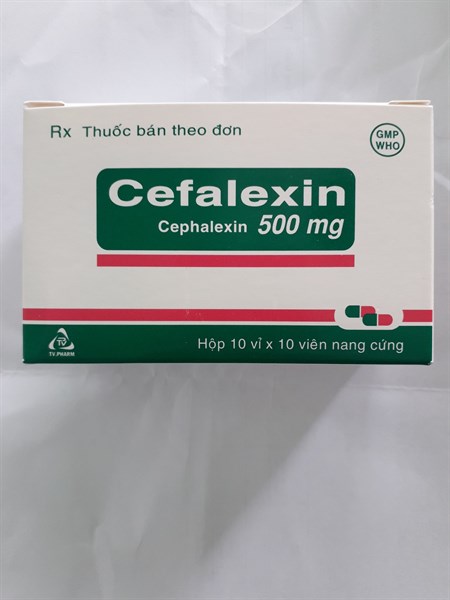 Rx Thuốc bán theo đơn
GMP
WHO
Cefalexin
Cephalexin 500 mg
TV
TV.PHARM
Hộp 10 vỉ x 10 viên nang cứng